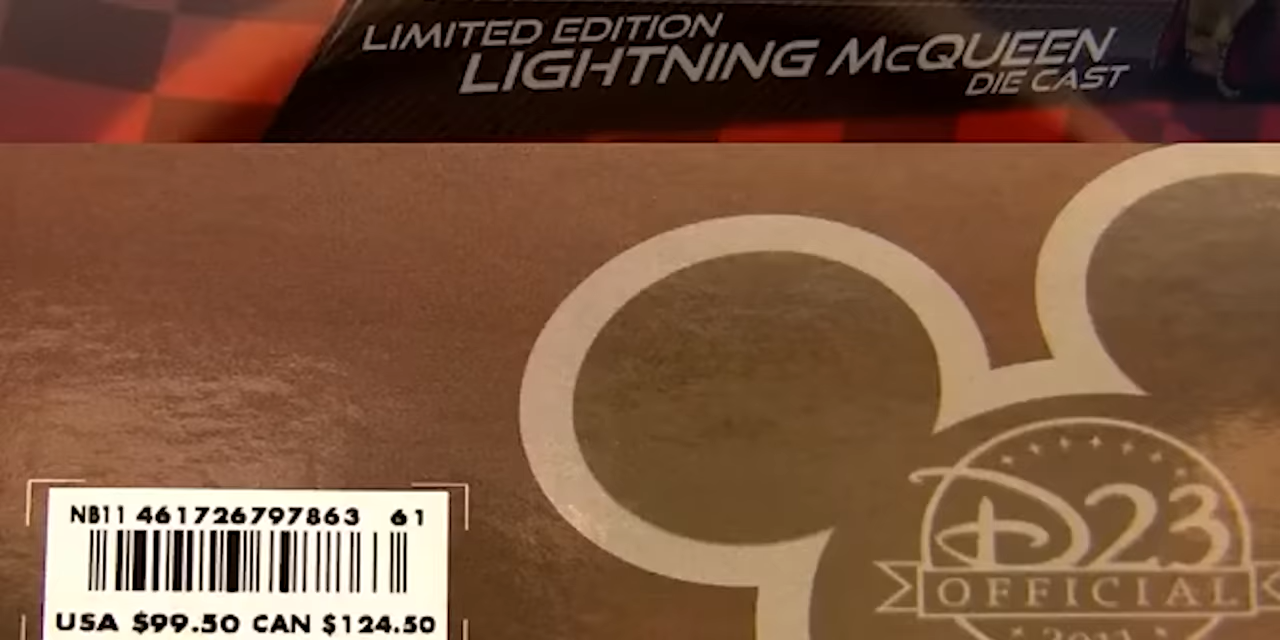 LIMITED EDITION
LIGHTNING McQUEEN
DIE CAST
D23
OFFICIAL
NB11 461726797863 61
USA $99.50 CAN $124.50